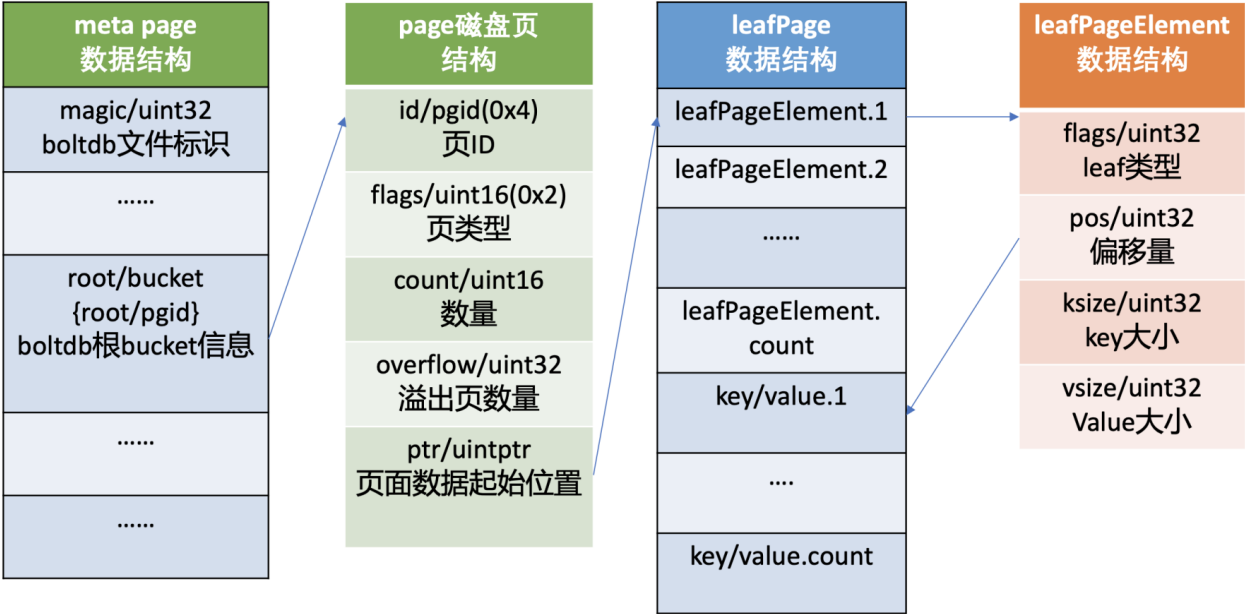 meta page
数据结构
magic/uint32
boltdb文件标识
……
root/bucket
{root/pgid}
boltdb根bucket信息
……
……
page磁盘页
结构
id/pgid(0x4)
页ID
flags/uint16(0x2)
页类型
count/uint16
数量
overflow/uint32
溢出页数量
ptr/uintptr
页面数据起始位置
leafPage
数据结构
leafPageElement.1
leafPageElement.2
……
leafPageElement.
count
key/value.1
….
key/value.count
leafPageElement
数据结构
flags/uint32
leaf类型
pos/uint32
偏移量
ksize/uint32
key大小
vsize/uint32
Value大小